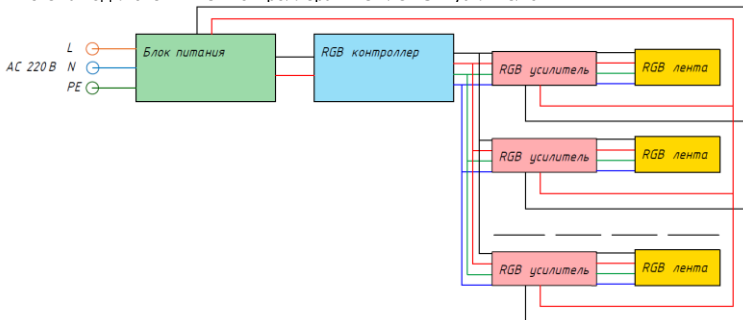 L
AC 220 В N
PE
Блок питания
RGB контроллер
RGB усилитель
RGB лента
RGB усилитель
RGB лента
RGB усилитель
RGB лента